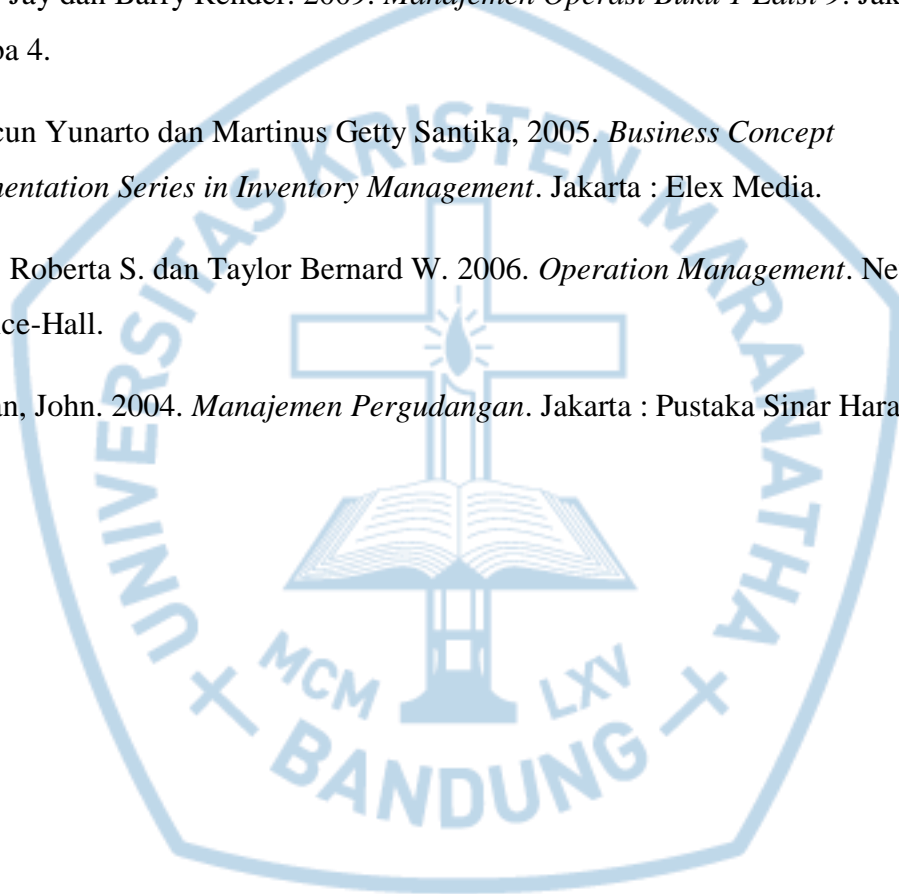 Jay dan Barry Render. 2009. Manajemen Operasi Buku 1 Edisi 9. Jak
ba 4.
cun Yunarto dan Martinus Getty Santika, 2005. Business Concept
mentation Series in Inventory Management. Jakarta : Elex Media.
Roberta S. dan Taylor Bernard W. 2006. Operation Management. Ne
ice-Hall.
an, John. 2004. Manajemen Pergudangan. Jakarta : Pustaka Sinar Hara
UNIVERSITAS KRISTEN MARANATHA
MCM LXV
BANDUNG